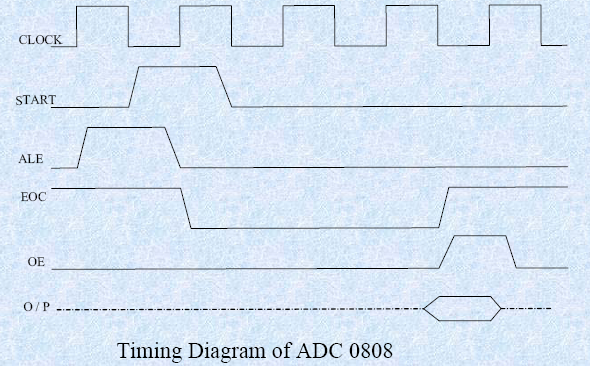 CLOCK
START
ALE
EOC
OE
O / P
Timing Diagram of ADC 0808